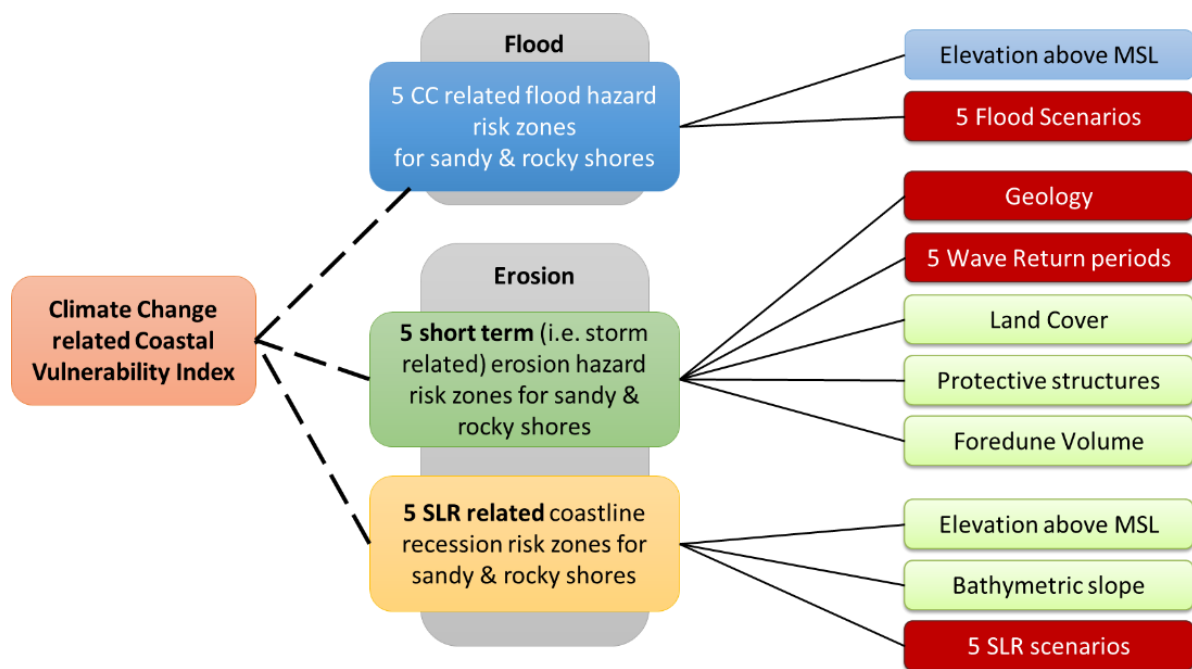 Climate Change
related Coastal
Vulnerability Index
Flood
5 CC related flood hazard
risk zones
for sandy & rocky shores
Erosion
5 short term (i.e. storm
related) erosion hazard
risk zones for sandy &
rocky shores
5 SLR related coastline
recession risk zones for
sandy & rocky shores
Elevation above MSL
5 Flood Scenarios
Geology
5 Wave Return periods
Land Cover
Protective structures
Foredune Volume
Elevation above MSL
Bathymetric slope
5 SLR scenarios